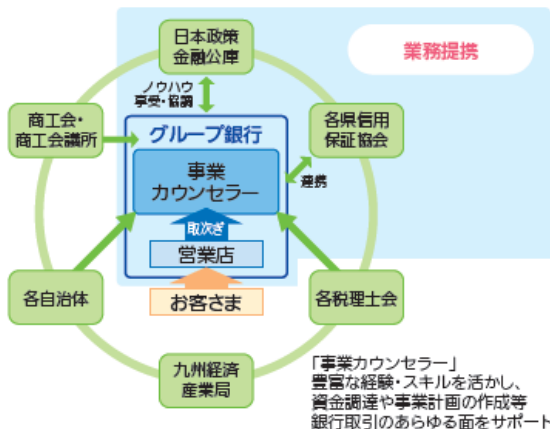 日本政策
金融公庫
業務提携
ノウハウ
享受・協調
商工会・
商工会議所
グループ銀行
各県信用
保証協会
事業
カウンセラー
連携
取次ぎ
営業店
各自治体
お客さま
各税理士会
九州経済
産業局
「事業カウンセラー」
豊富な経験・スキルを活かし、
資金調達や事業計画の作成等
銀行取引のあらゆる面をサポート